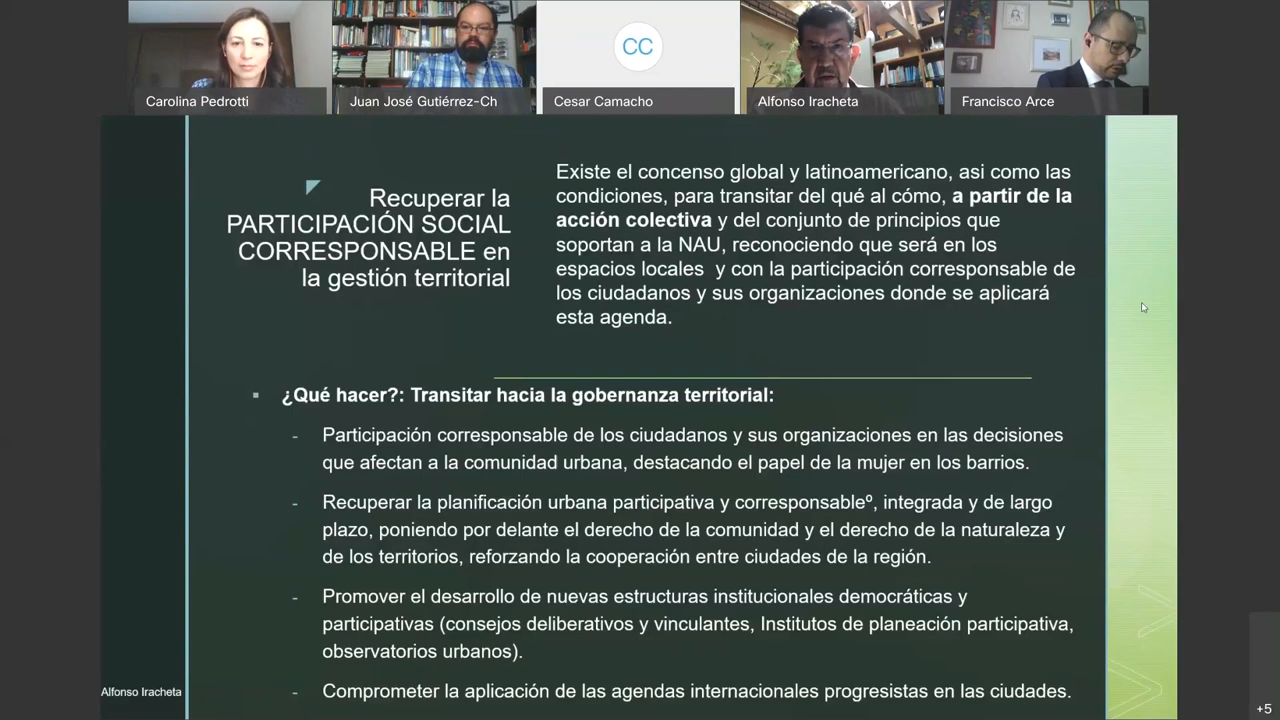 CC
Carolina Pedrotti
Juan José Gutiérrez-Ch
Cesar Camacho
Alfonso Iracheta
Francisco Arce
Recuperar la
PARTICIPACIÓN SOCIAL
CORRESPONSABLE en
la gestión territorial
Existe el concenso global y latinoamericano, asi como las
condiciones, para transitar del qué al cómo, a partir de la
acción colectiva y del conjunto de principios que
soportan a la NAU, reconociendo que será en los
espacios locales y con la participación corresponsable de
los ciudadanos y sus organizaciones donde se aplicará
esta agenda.
▪ ¿Qué hacer?: Transitar hacia la gobernanza territorial:
- Participación corresponsable de los ciudadanos y sus organizaciones en las decisiones
que afectan a la comunidad urbana, destacando el papel de la mujer en los barrios.
- Recuperar la planificación urbana participativa y corresponsableº, integrada y de largo
plazo, poniendo por delante el derecho de la comunidad y el derecho de la naturaleza y
de los territorios, reforzando la cooperación entre ciudades de la región.
- Promover el desarrollo de nuevas estructuras institucionales democráticas y
participativas (consejos deliberativos y vinculantes, Institutos de planeación participativa,
observatorios urbanos).
- Comprometer la aplicación de las agendas internacionales progresistas en las ciudades.
Alfonso Iracheta
+5